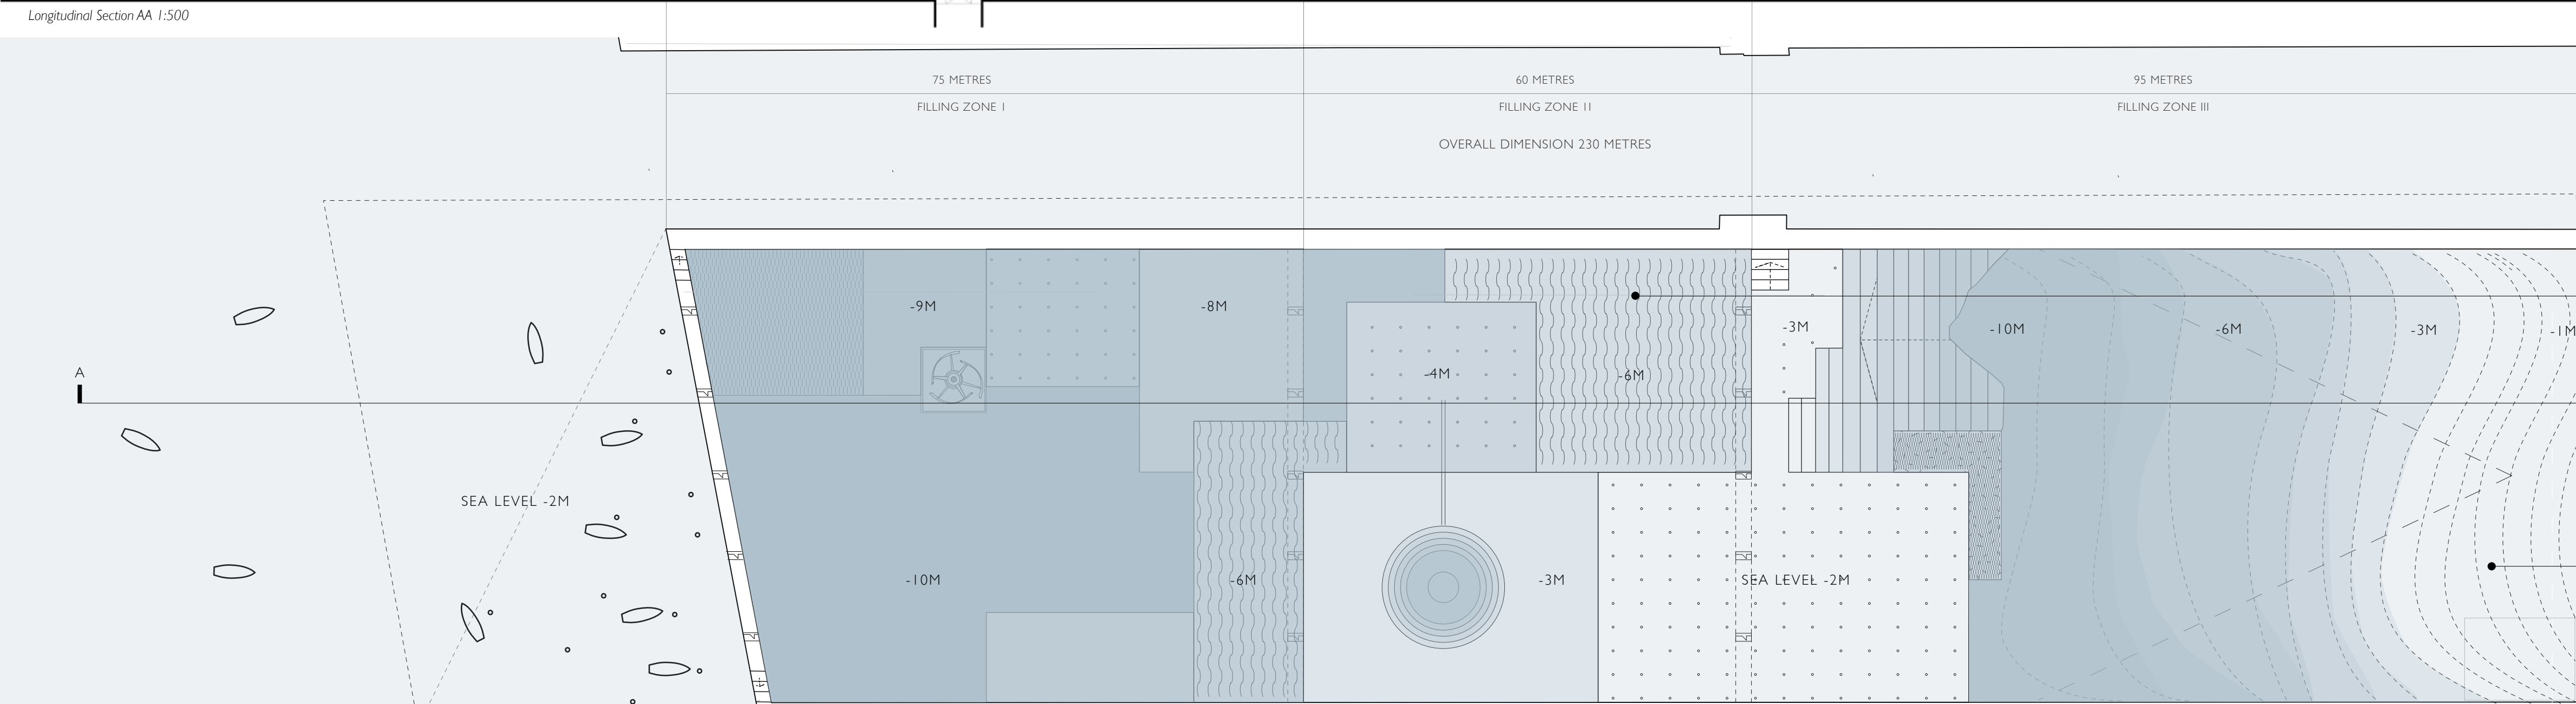 Longitudinal Section AA 1:500
75 METRES
60 METRES
95 METRES
FILLING ZONE I
FILLING ZONE II
FILLING ZONE III
OVERALL DIMENSION 230 METRES
-9M
-8M
-3M
-10M
-6M
-3M
-1M
A
-4M
-6M
SEA LEVEL -2M
-10M
-6M
-3M
SEA LEVEL -2M